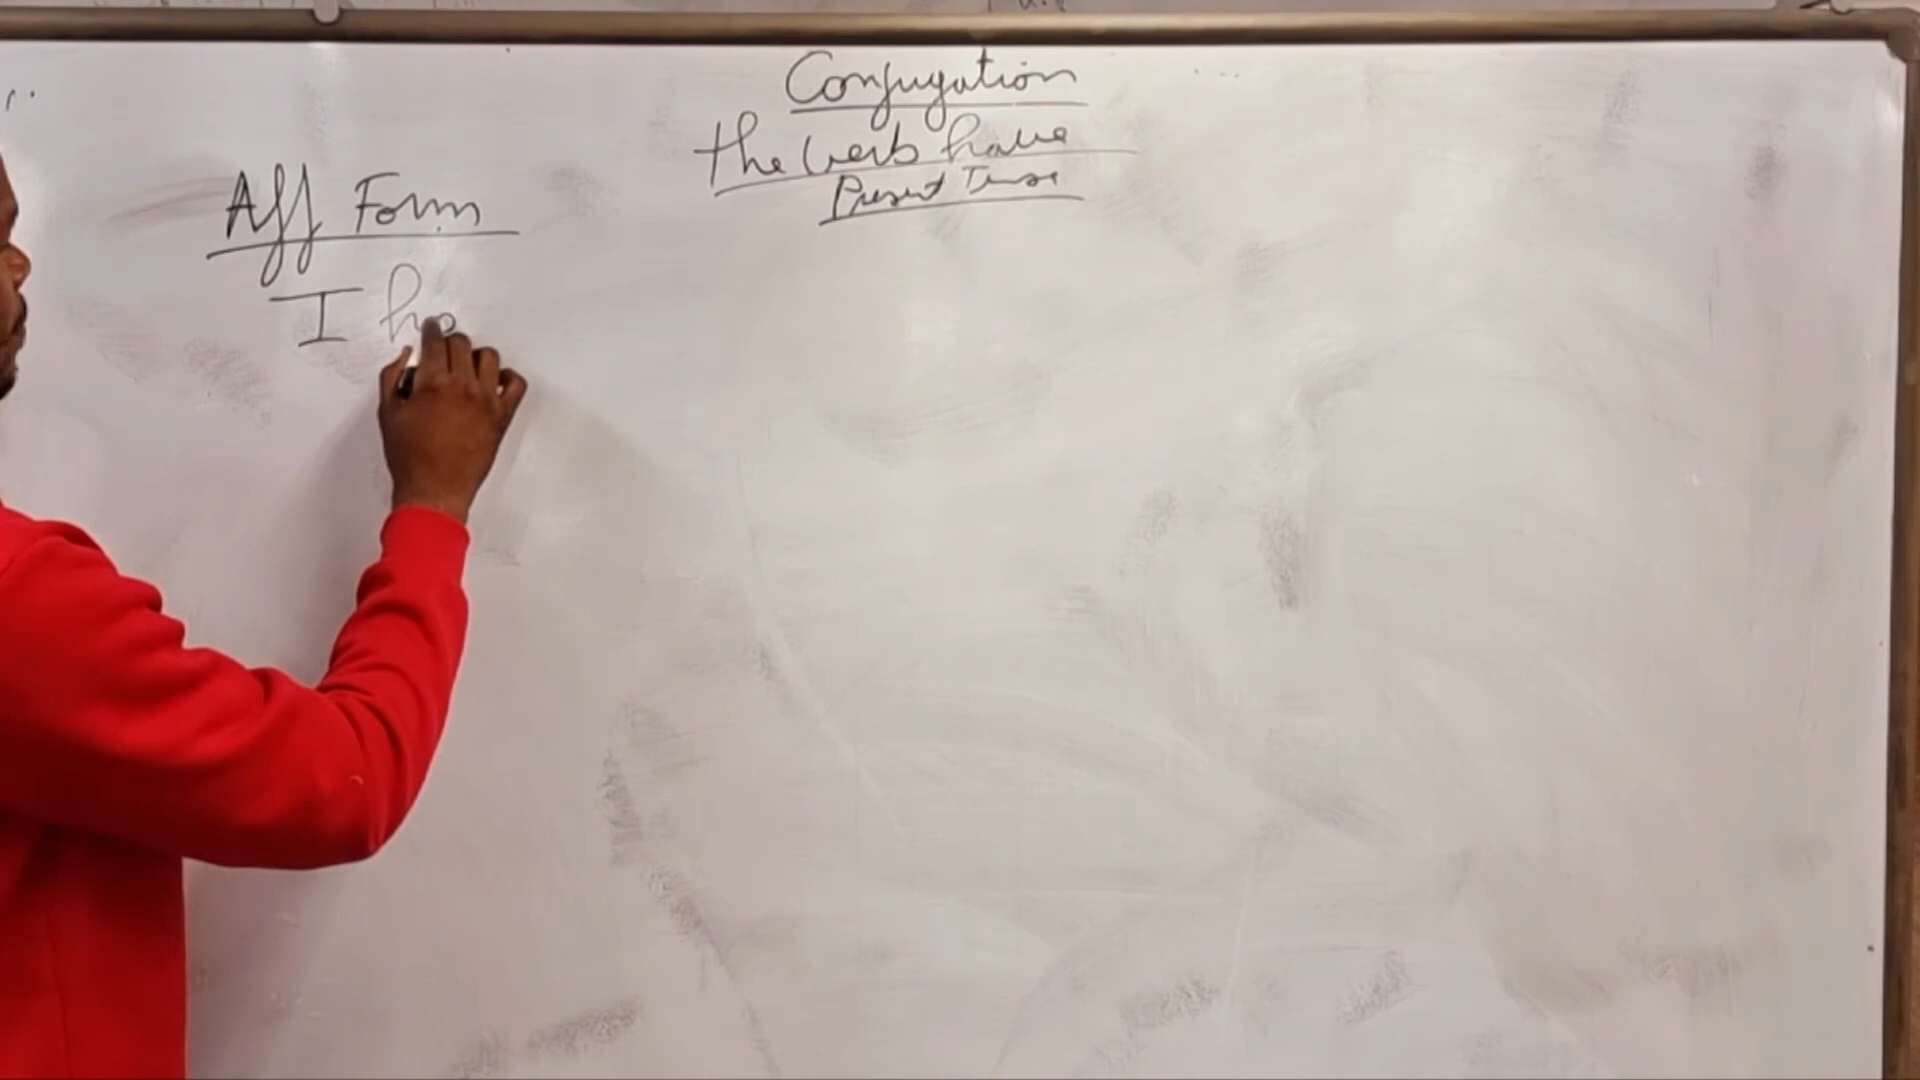 Conjugation
the verb have
Present Tense
Aff Form
I ha